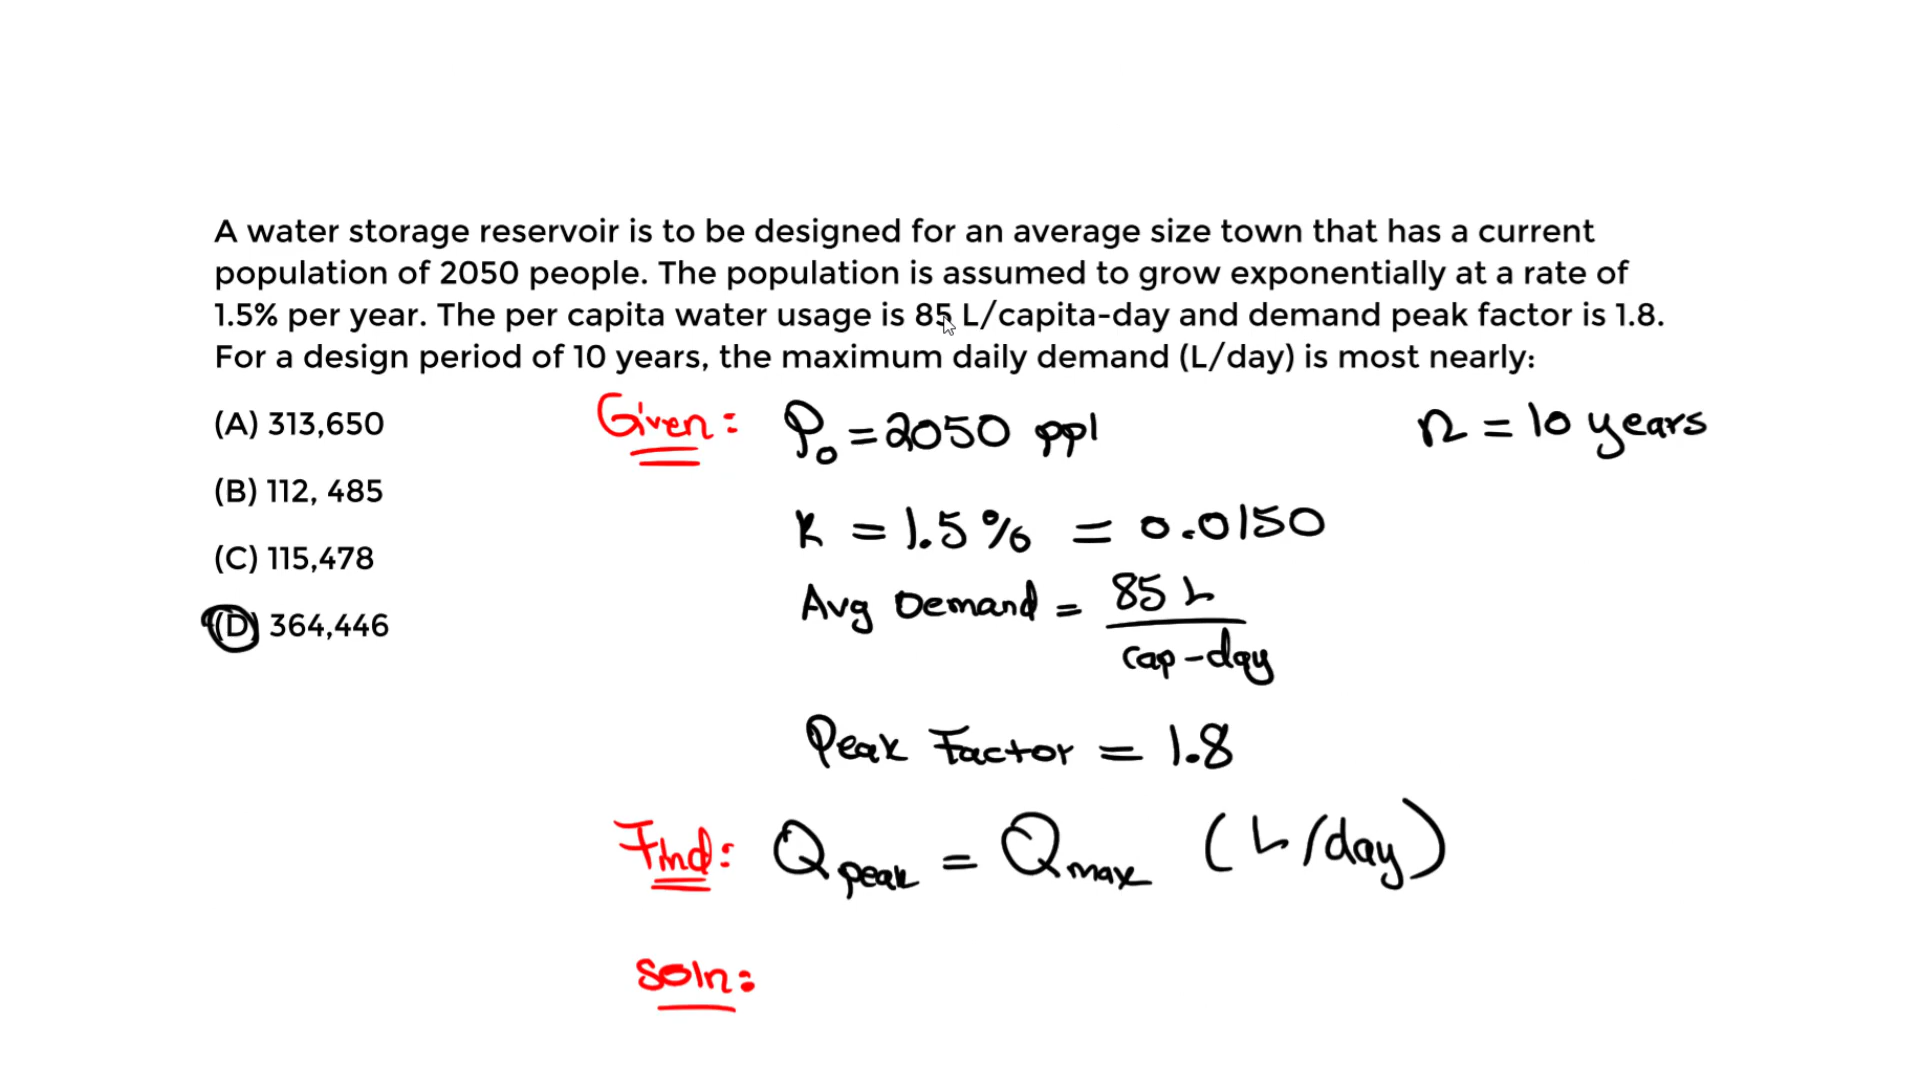 A water storage reservoir is to be designed for an average size town that has a current
population of 2050 people. The population is assumed to grow exponentially at a rate of
1.5% per year. The per capita water usage is 85 L/capita-day and demand peak factor is 1.8.
For a design period of 10 years, the maximum daily demand (L/day) is most nearly:
(A) 313,650
(B) 112, 485
(C) 115,478
(D) 364,446
Given: P₀ = 2050 ppl n = 10 years
K = 1.5% = 0.0150
Avg Demand = 85 L
cap-day
Peak Factor = 1.8
Find: Qpeak = Qmax (L/day)
Soln: